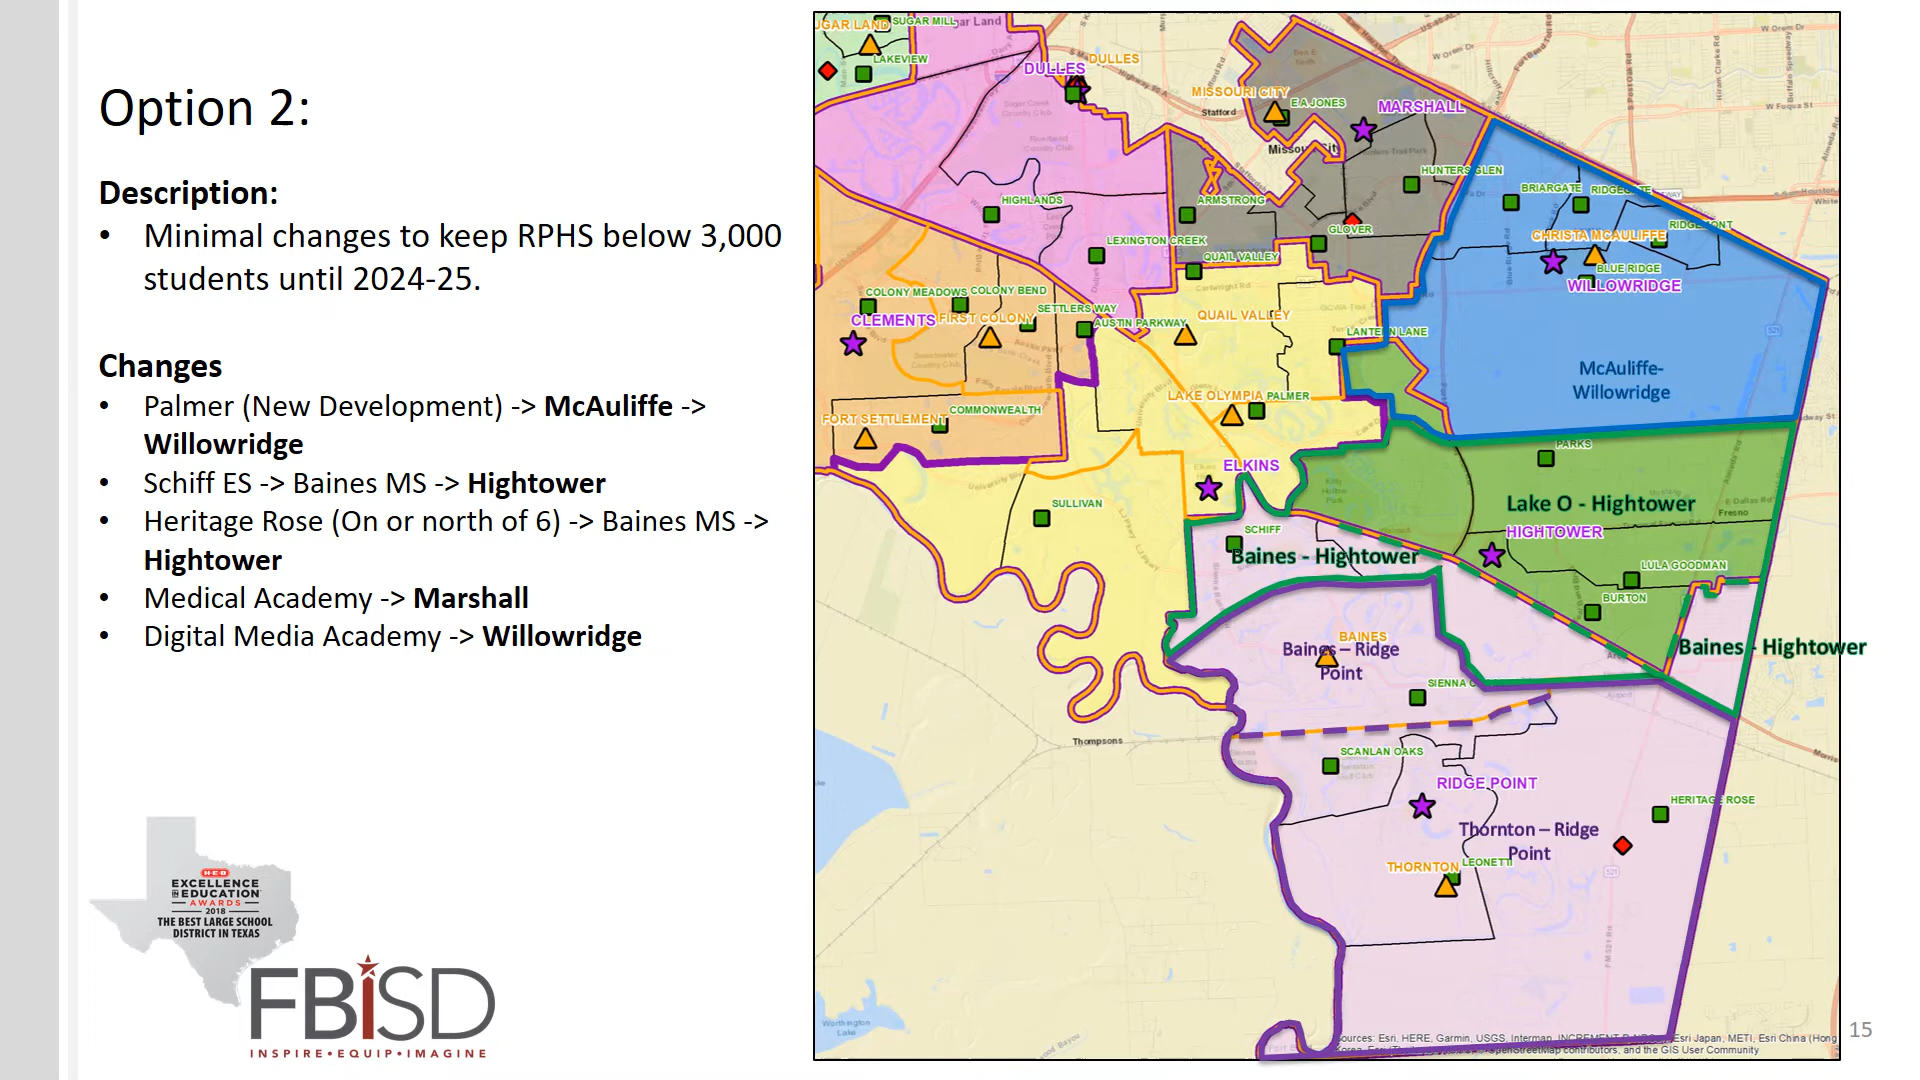 Option 2:
Description:
• Minimal changes to keep RPHS below 3,000
students until 2024-25.
Changes
• Palmer (New Development) -> McAuliffe ->
Willowridge
• Schiff ES -> Baines MS -> Hightower
• Heritage Rose (On or north of 6) -> Baines MS ->
Hightower
• Medical Academy -> Marshall
• Digital Media Academy -> Willowridge
H-E-B
EXCELLENCE
IN EDUCATION
AWARDS
2018
THE BEST LARGE SCHOOL
DISTRICT IN TEXAS
FBISD
INSPIRE•EQUIP•IMAGINE
SUGAR MILL
LAKEVIEW
DULLES
DULLES
MISSOURI CITY
Stafford
E A JONES
MARSHALL
HUNTERS GLEN
BRIARGATE
HIGHLANDS
ARMSTRONG
GLOVER
CHRISTA MCAULIFFE
LEXINGTON CREEK
QUAIL VALLEY
BLUE RIDGE
WILLOWRIDGE
COLONY MEADOWS
COLONY BEND
SETTLERS WAY
CLEMENTS
FIRST COLONY
AUSTIN PARKWAY
QUAIL VALLEY
LANTERN LANE
McAuliffe-
Willowridge
LAKE OLYMPIA
PALMER
FORT SETTLEMENT
COMMONWEALTH
PARKS
ELKINS
SULLIVAN
Lake O - Hightower
Fresno
SCHIFF
HIGHTOWER
Baines - Hightower
LULA GOODMAN
BURTON
BAINES
Baines – Ridge
Point
Baines - Hightower
SIENNA
Thompsons
SCANLAN OAKS
RIDGE POINT
HERITAGE ROSE
Thornton – Ridge
Point
THORNTON
LEONETTI
Worthington
Lake
15